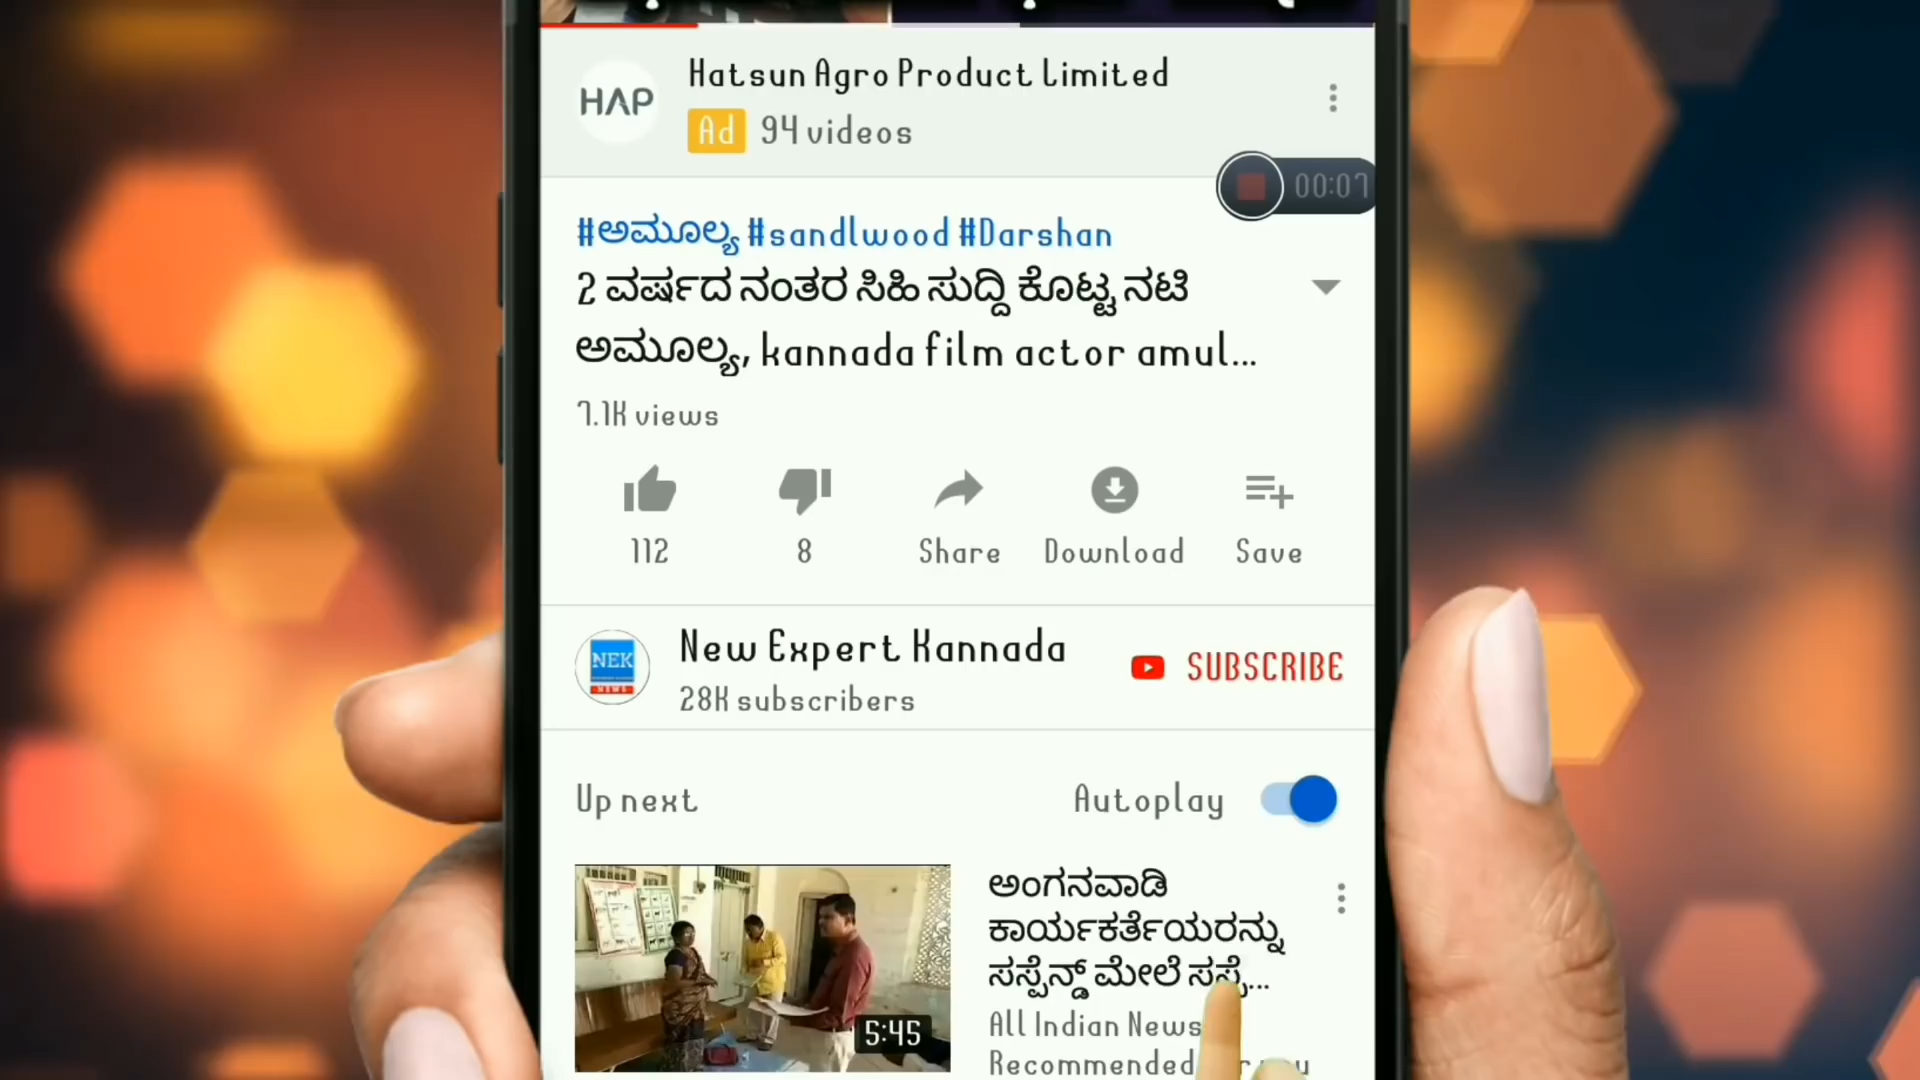 HAP
Hatsun Agro Product Limited
Ad 94 videos
00:07
#ಅಮೂಲ್ಯ #sandlwood #Darshan
2 ವರ್ಷದ ನಂತರ ಸಿಹಿ ಸುದ್ದಿ ಕೊಟ್ಟ ನಟಿ
ಅಮೂಲ್ಯ, kannada film actor amul...
7.1K views
112
8
Share
Download
Save
NEK
NEWS
New Expert Kannada
28K subscribers
SUBSCRIBE
Up next
Autoplay
5:45
ಅಂಗನವಾಡಿ
ಕಾರ್ಯಕರ್ತೆಯರನ್ನು
ಸಸ್ಪೆನ್ಡ್ ಮೇಲೆ ಸಸ್ಪೆ...
All Indian News
Recommended